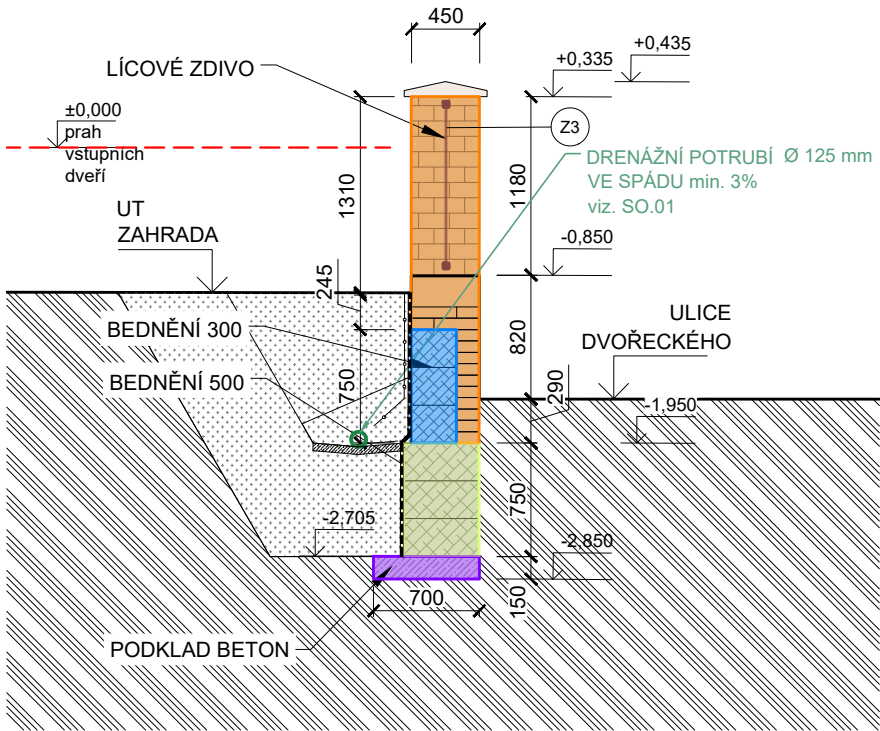 450
LÍCOVÉ ZDIVO
+0,335
+0,435
±0,000
prah
vstupních
dveří
Z3
DRENÁŽNÍ POTRUBÍ Ø 125 mm
VE SPÁDU min. 3%
viz. SO.01
1310
1180
UT
ZAHRADA
-0,850
245
BEDNĚNÍ 300
ULICE
DVOŘECKÉHO
820
BEDNĚNÍ 500
750
290
-1,950
750
-2,705
-2,850
700
150
PODKLAD BETON